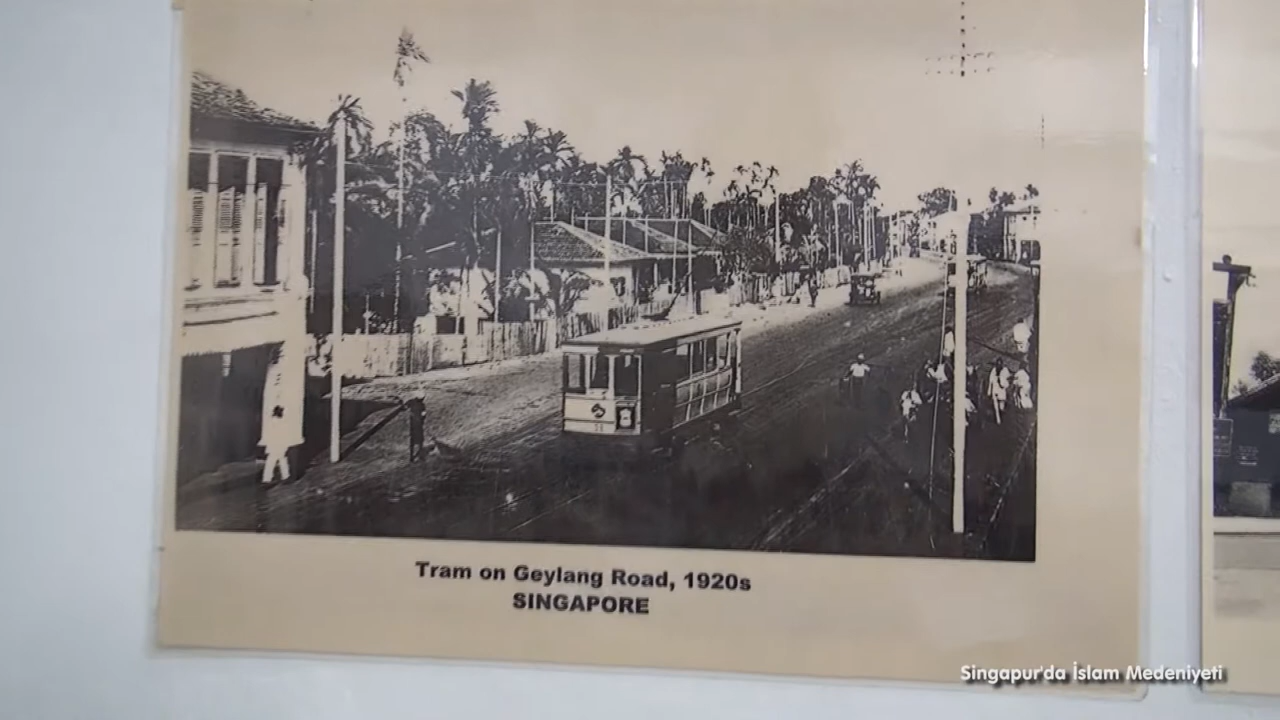 Tram on Geylang Road, 1920s
SINGAPORE
Singapur'da İslam Medeniyeti